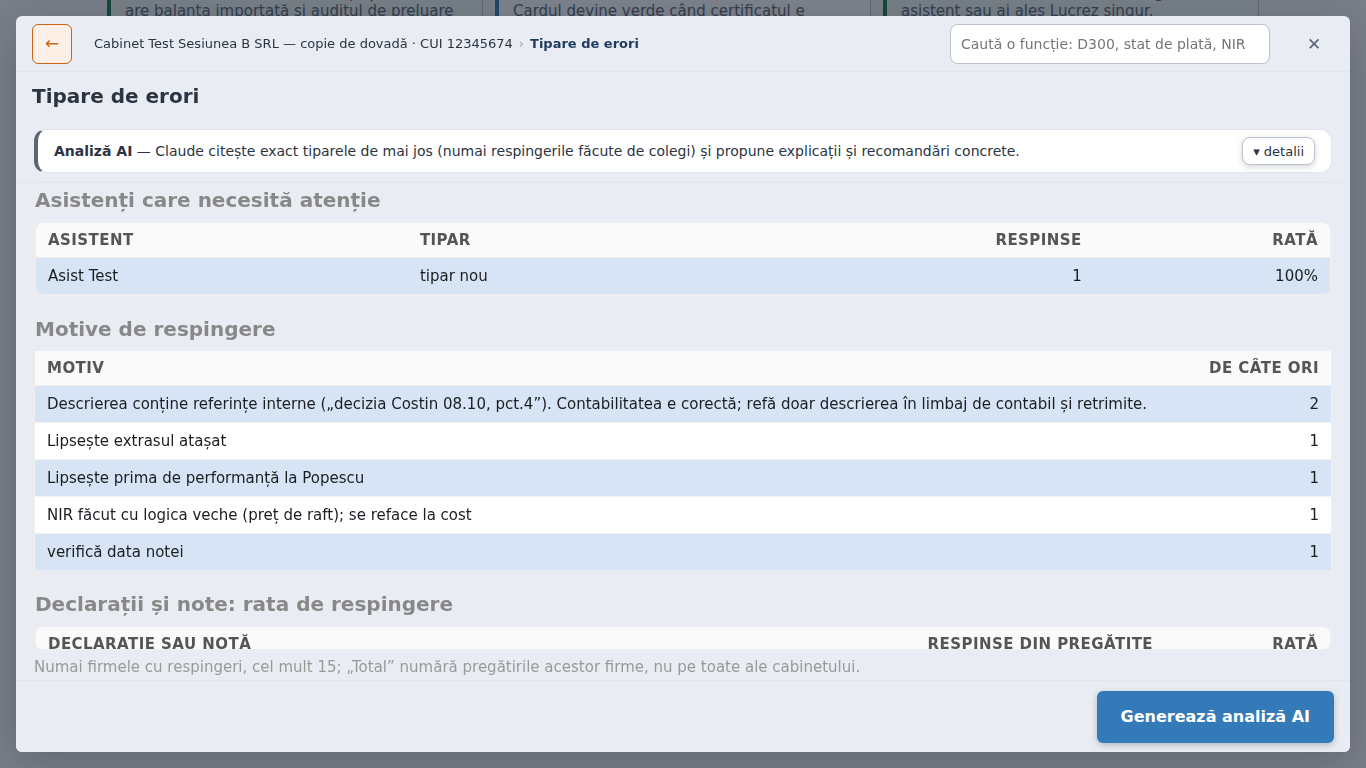 are balanța importată și auditul de preluare
Cardul devine verde când certificatul e
asistent sau ai ales Lucrez singur.
←
Cabinet Test Sesiunea B SRL — copie de dovadă · CUI 12345674 › Tipare de erori
Caută o funcție: D300, stat de plată, NIR
✕
Tipare de erori
Analiză AI — Claude citește exact tiparele de mai jos (numai respingerile făcute de colegi) și propune explicații și recomandări concrete.
▾ detalii
Asistenți care necesită atenție
ASISTENT TIPAR RESPINSE RATĂ
Asist Test tipar nou 1 100%
Motive de respingere
MOTIV DE CÂTE ORI
Descrierea conține referințe interne („decizia Costin 08.10, pct.4”). Contabilitatea e corectă; refă doar descrierea în limbaj de contabil și retrimite. 2
Lipsește extrasul atașat 1
Lipsește prima de performanță la Popescu 1
NIR făcut cu logica veche (preț de raft); se reface la cost 1
verifică data notei 1
Declarații și note: rata de respingere
DECLARAȚIE SAU NOTĂ RESPINSE DIN PREGĂTITE RATĂ
Numai firmele cu respingeri, cel mult 15; „Total” numără pregătirile acestor firme, nu pe toate ale cabinetului.
Generează analiză AI